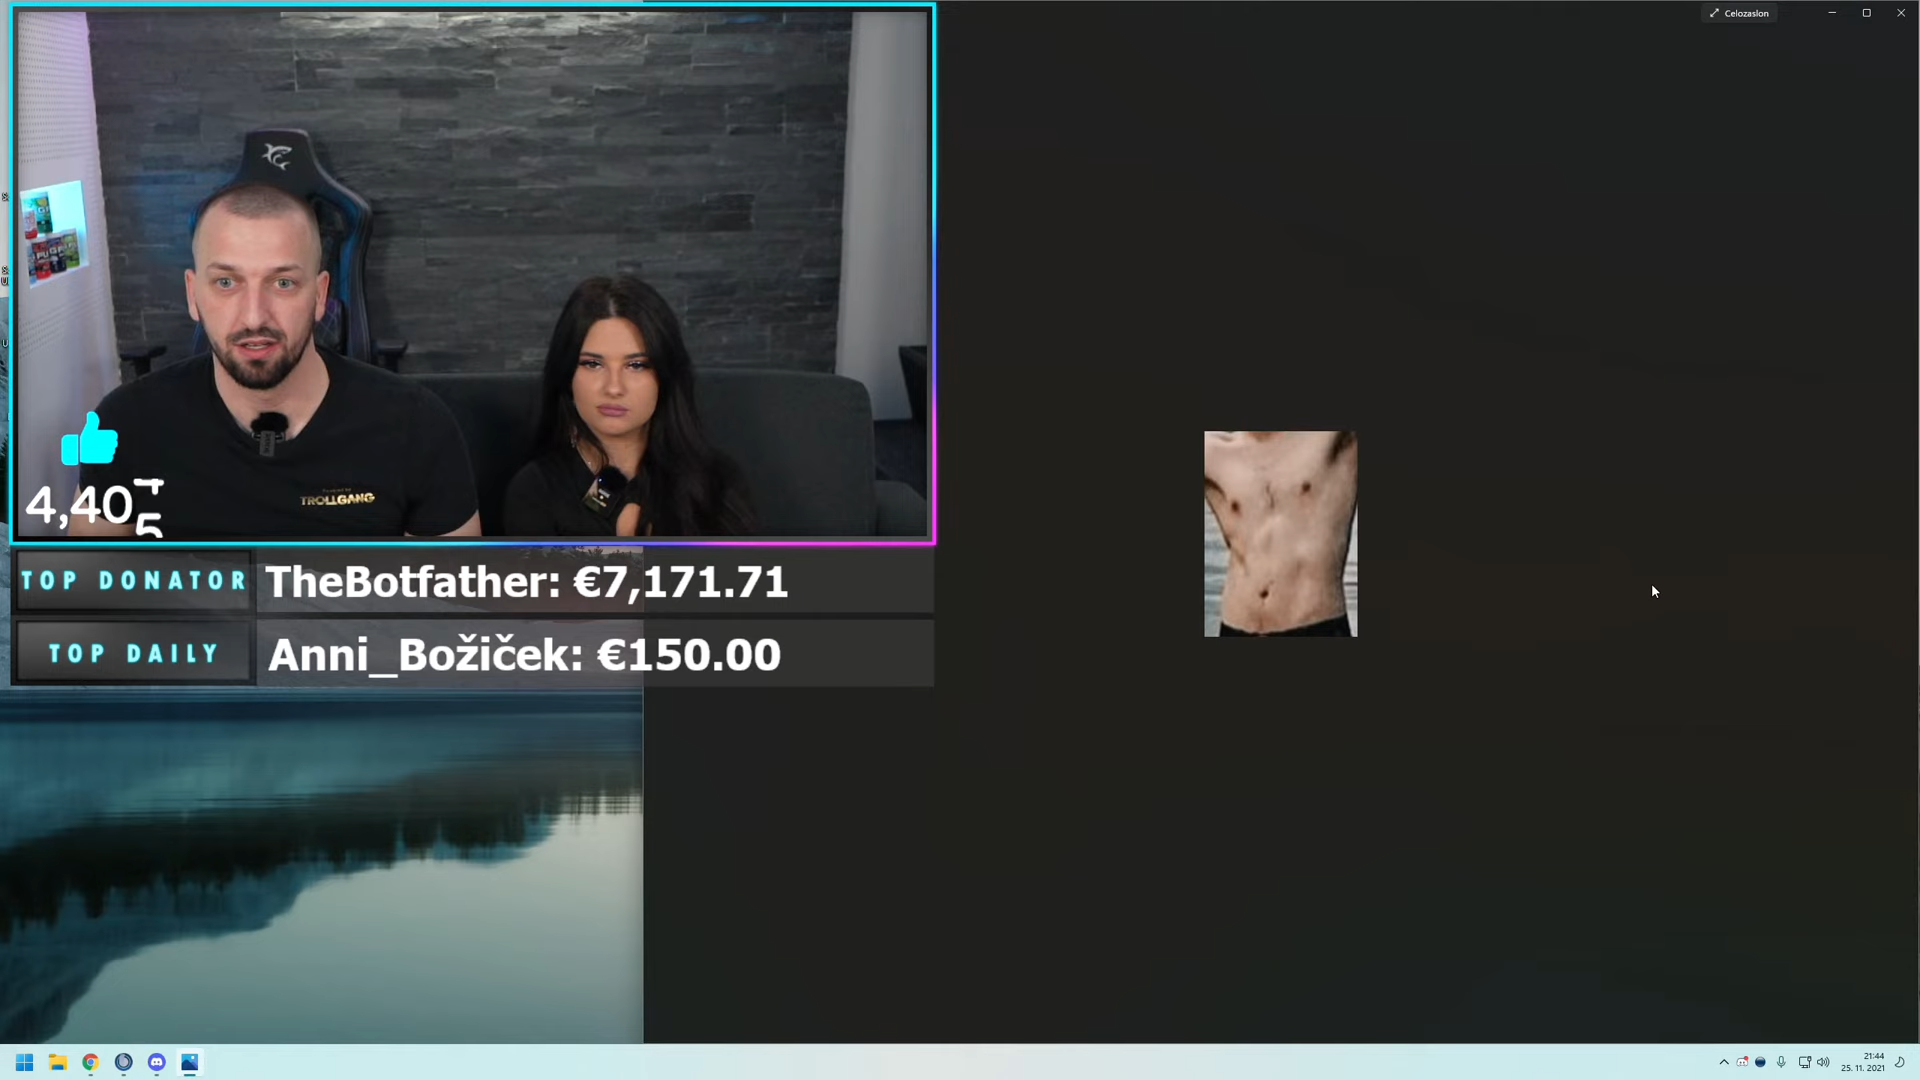 Celozaslon
TROLLGANG
4,40
TOP DONATOR
TheBotfather: €7,171.71
TOP DAILY
Anni_Božiček: €150.00
21:44
25. 11. 2021